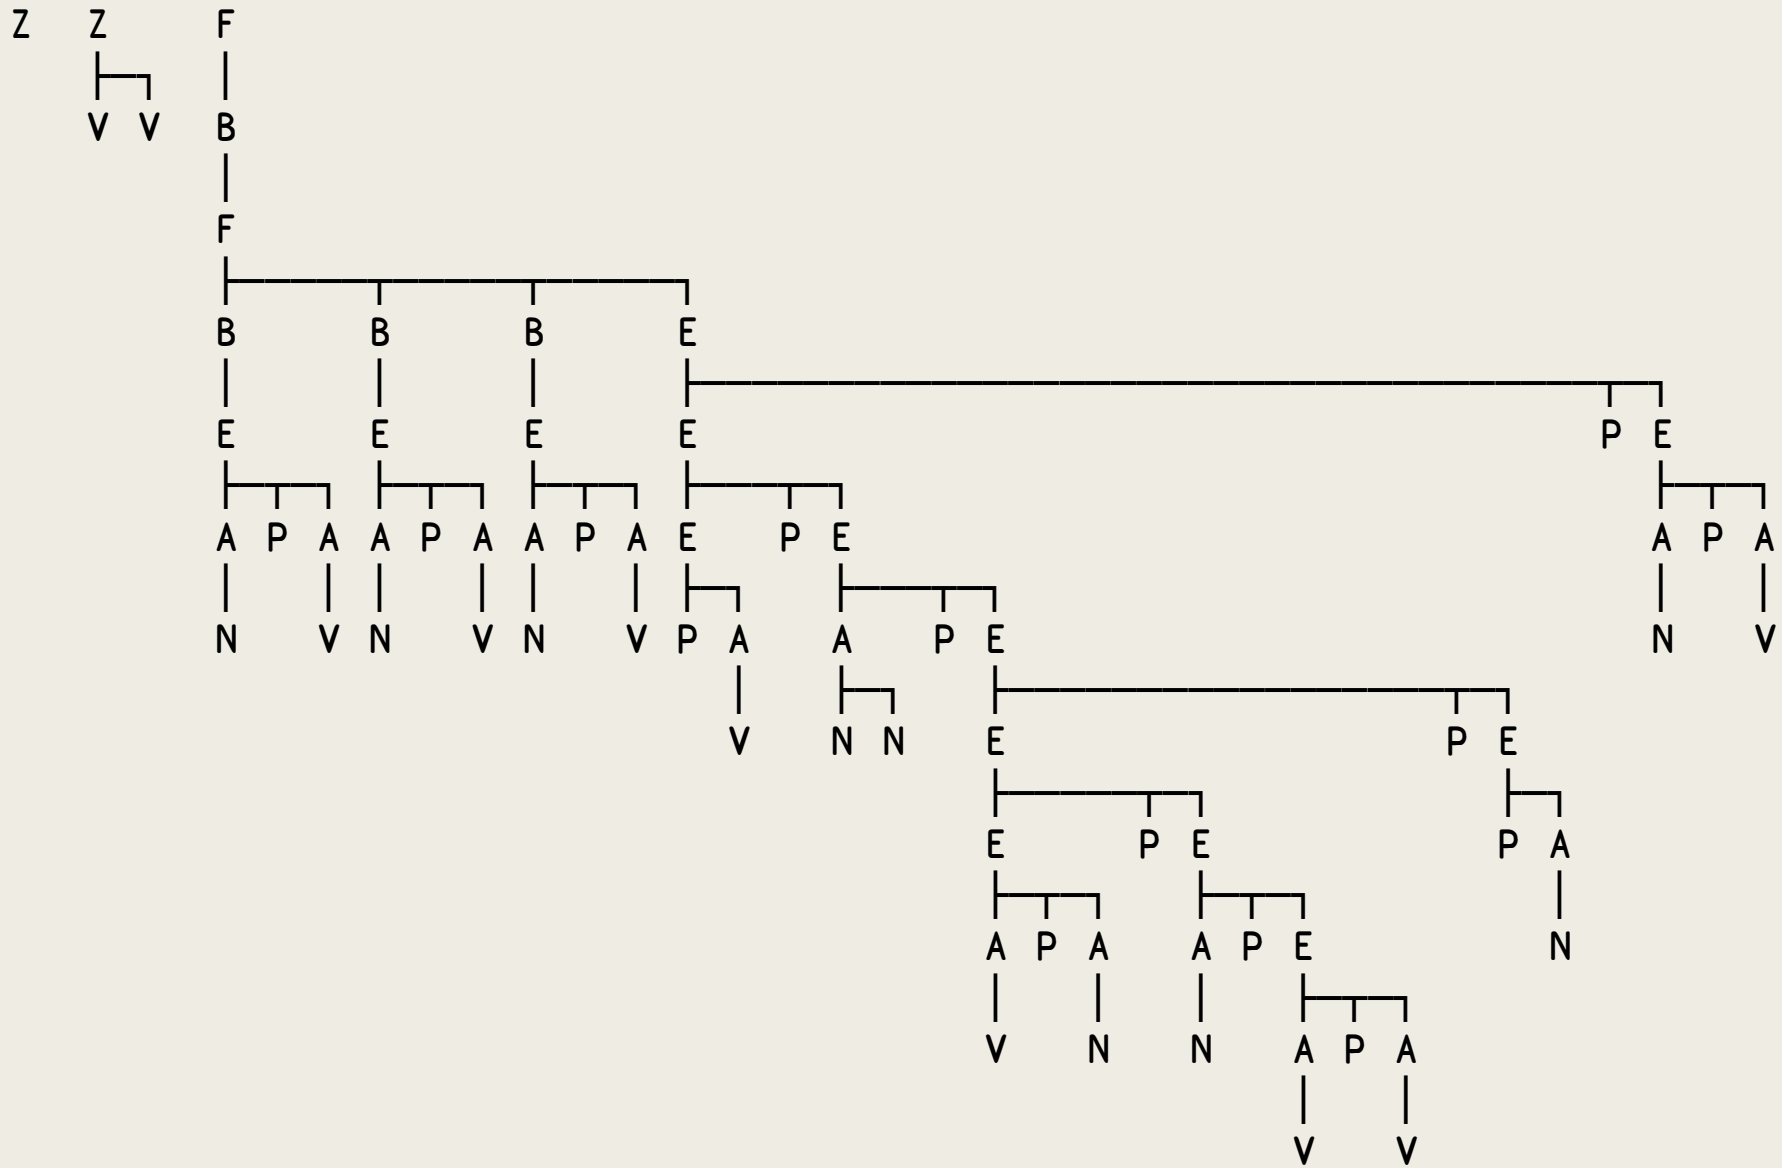 Z Z F
V V B
F
B B B E
E E E E P E
A P A A P A A P A E P E A P A
N V N V N V P A A P E N V
V N N E P E
E P E P A
A P A A P E N
V N N A P A
V V